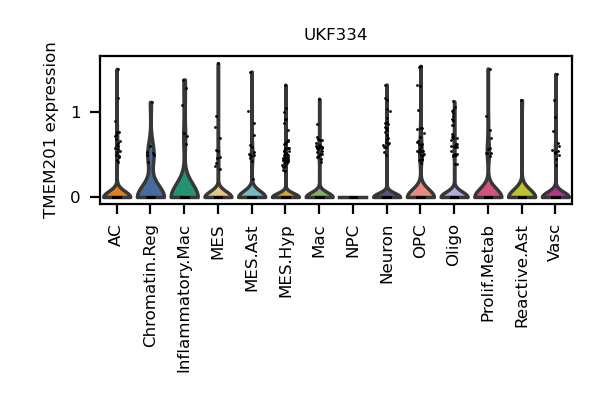 UKF334
TMEM201 expression
1
0
AC
Chromatin.Reg
Inflammatory.Mac
MES
MES.Ast
MES.Hyp
Mac
NPC
Neuron
OPC
Oligo
Prolif.Metab
Reactive.Ast
Vasc